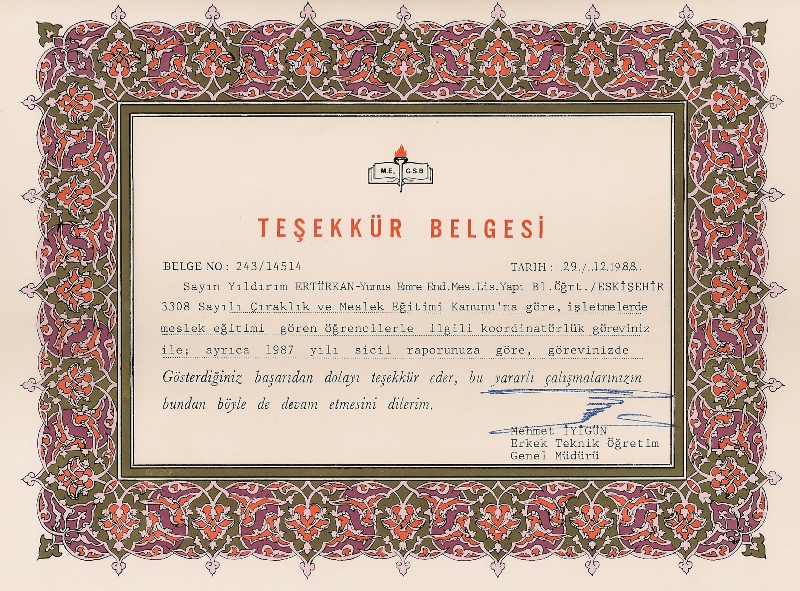 M.E. G.S.B
TEŞEKKÜR BELGESİ
BELGE NO: 243/14514 TARIH: .29./..12.1988..
Sayın Yıldırım ERTÜRKAN-Yunus Emre End.Mes.Lis.Yapı Bl.Öğrt./ESKİŞEHİR
3308 Sayılı Çıraklık ve Meslek Eğitimi Kanunu'na göre, işletmelerde
meslek eğitimi gören öğrencilerle ilgili koordinatörlük göreviniz
ile; ayrıca 1987 yılı sicil raporunuza göre, görevinizde
Gösterdiğiniz başarıdan dolayı teşekkür eder, bu yararlı çalışmalarınızın
bundan böyle de devam etmesini dilerim.
Mehmet İYİGÜN
Erkek Teknik Öğretim
Genel Müdürü